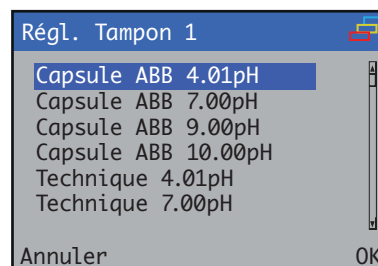 Régl. Tampon 1
Capsule ABB 4.01pH
Capsule ABB 7.00pH
Capsule ABB 9.00pH
Capsule ABB 10.00pH
Technique 4.01pH
Technique 7.00pH
Annuler OK